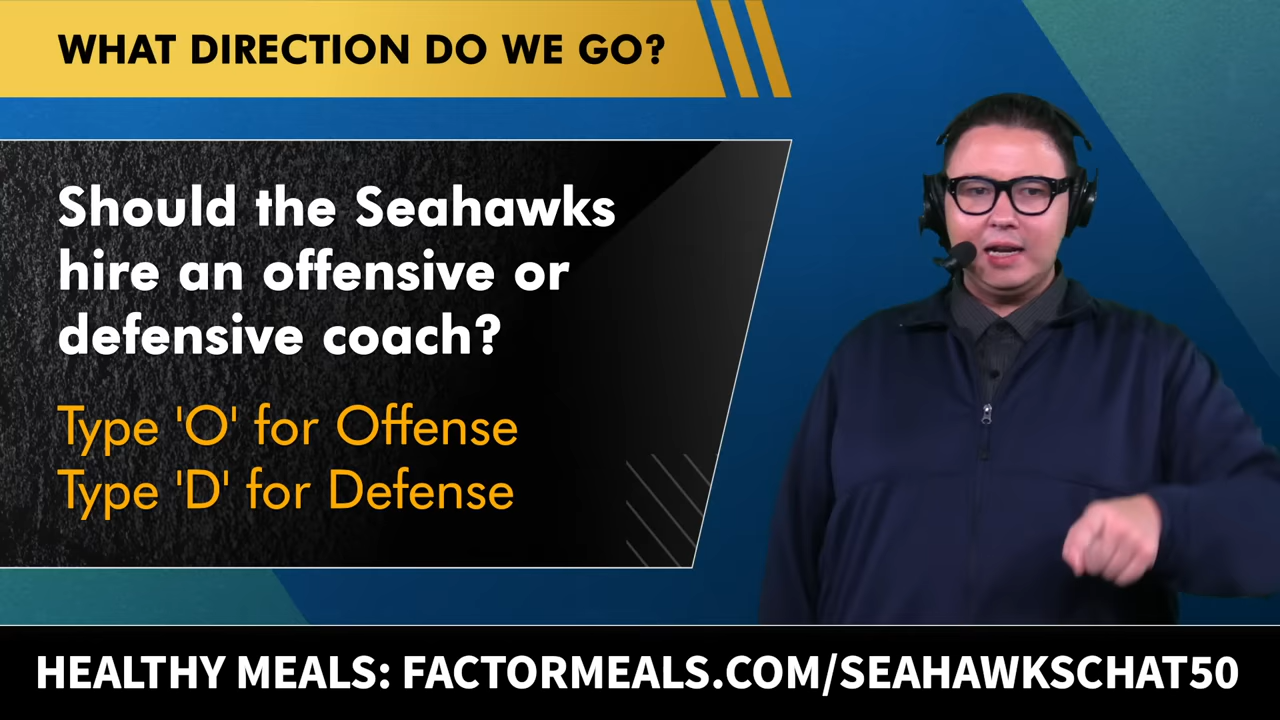 WHAT DIRECTION DO WE GO?
Should the Seahawks
hire an offensive or
defensive coach?
Type 'O' for Offense
Type 'D' for Defense
HEALTHY MEALS: FACTORMEALS.COM/SEAHAWKSCHAT50